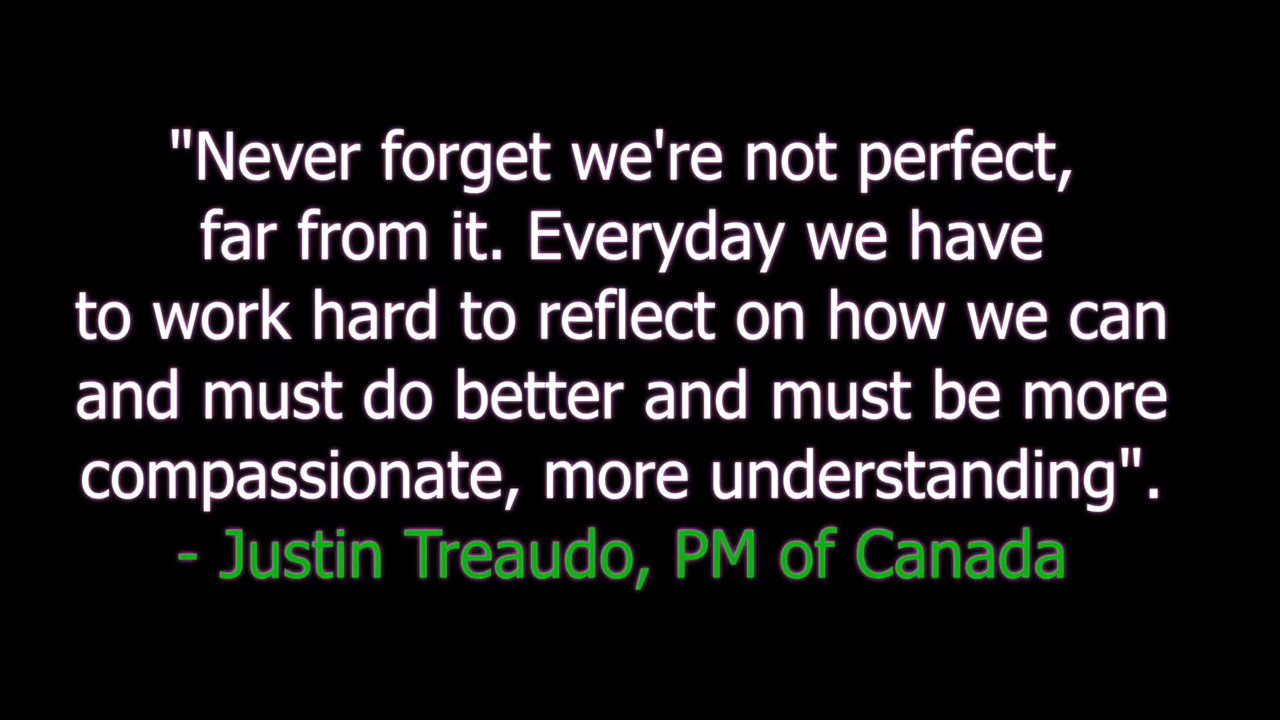 "Never forget we're not perfect,
far from it. Everyday we have
to work hard to reflect on how we can
and must do better and must be more
compassionate, more understanding".
- Justin Treaudo, PM of Canada